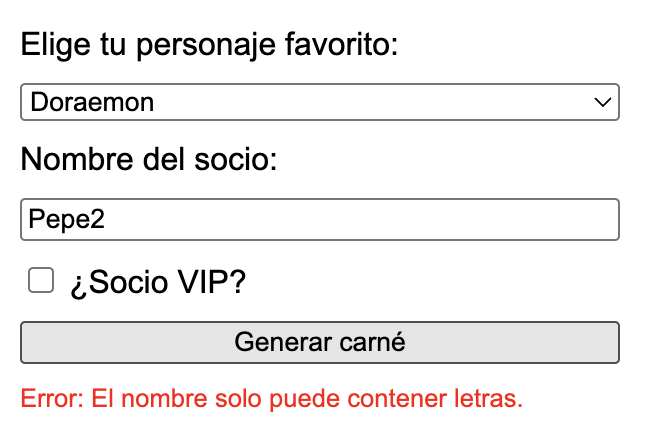 Elige tu personaje favorito:
Doraemon
Nombre del socio:
Pepe2
¿Socio VIP?
Generar carné
Error: El nombre solo puede contener letras.